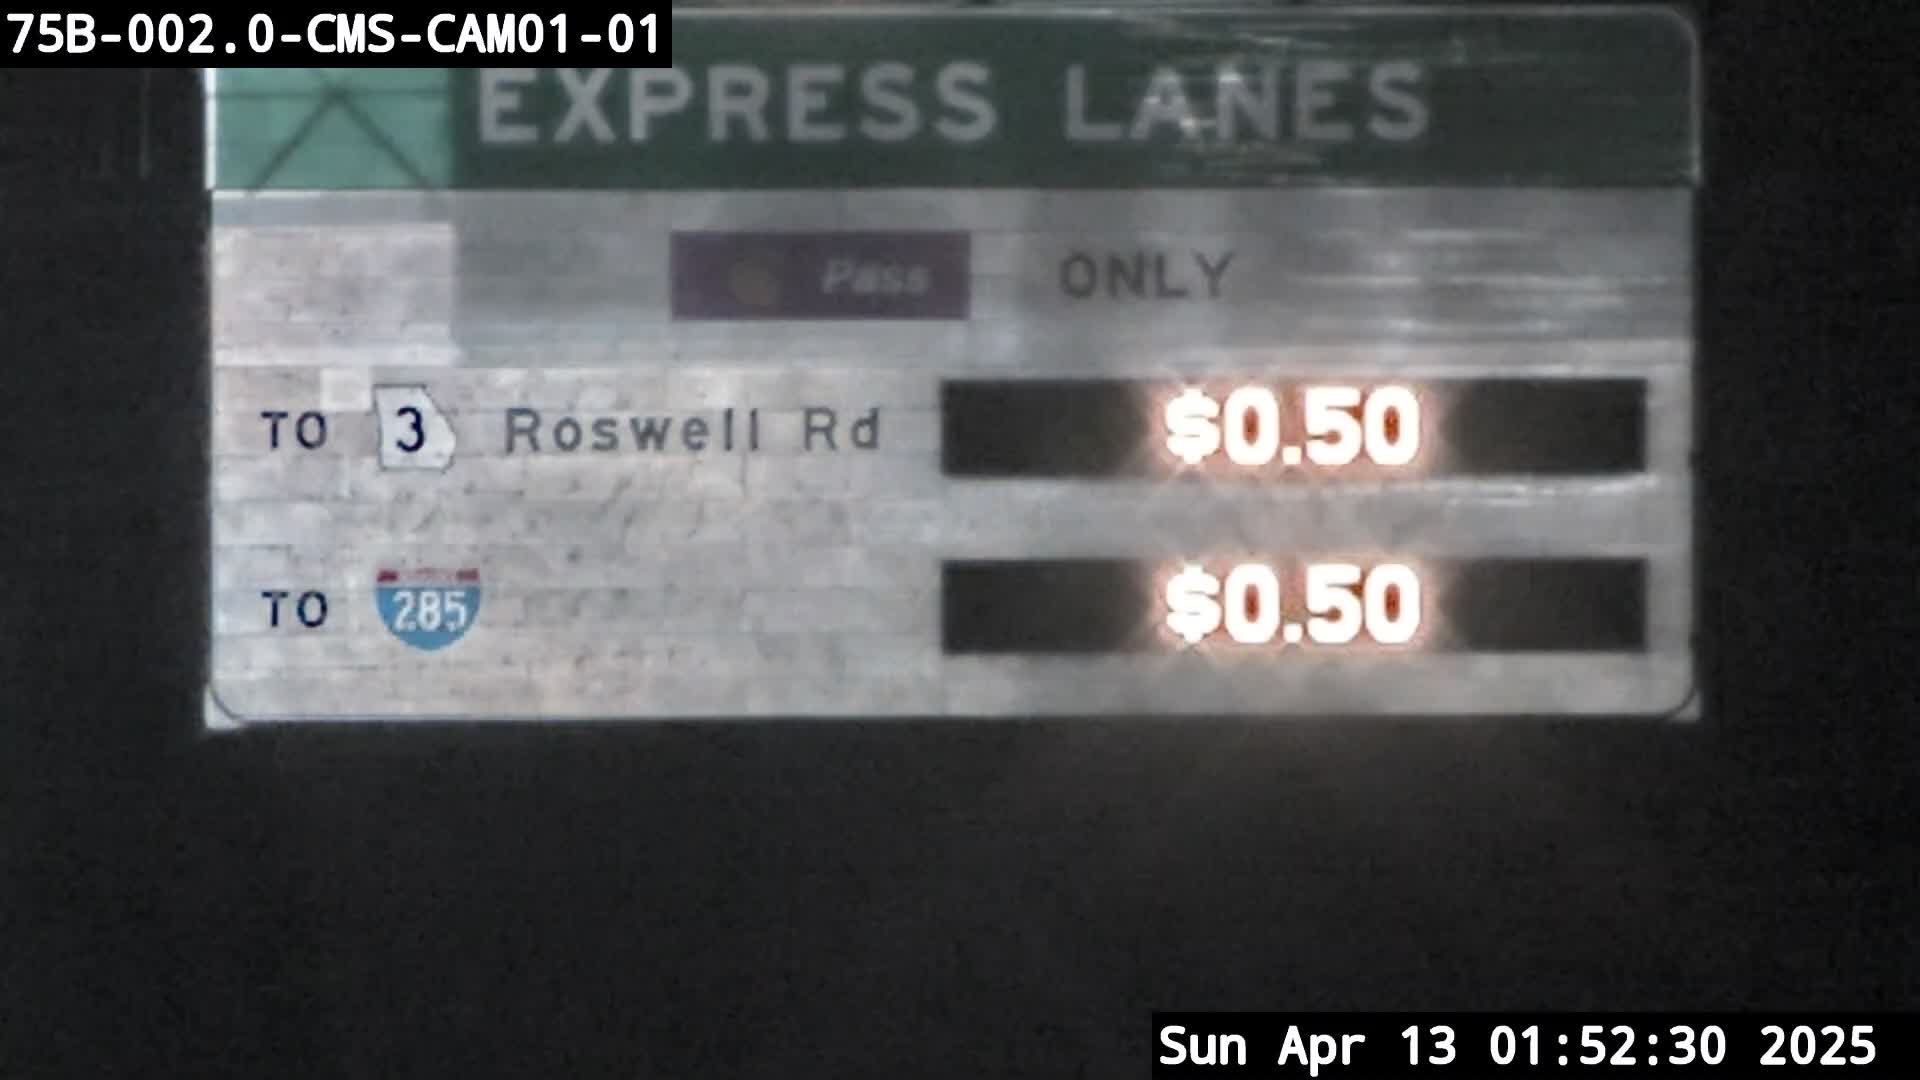 75B-002.0-CMS-CAM01-01
EXPRESS LANES
Pass ONLY
TO 3 Roswell Rd $0.50
TO 285 $0.50
Sun Apr 13 01:52:30 2025